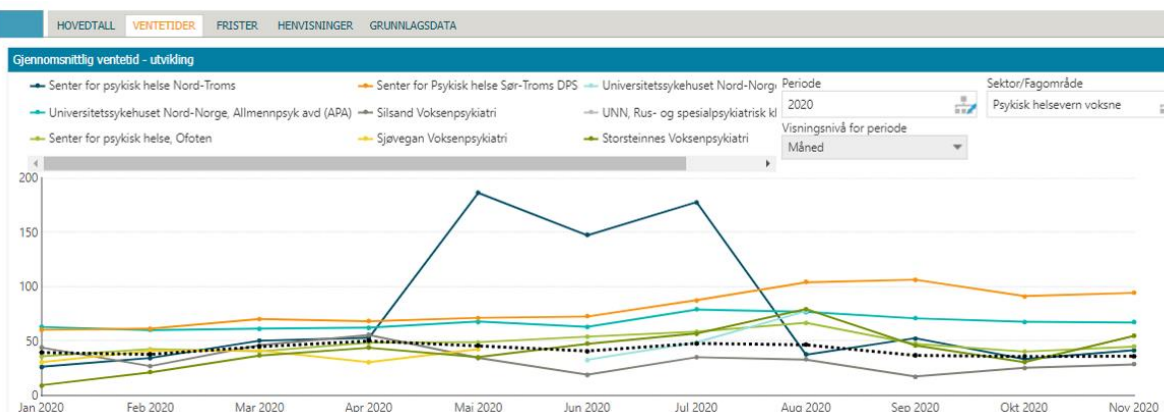 HOVEDTALL VENTETIDER FRISTER HENVISNINGER GRUNNLAGSDATA
Gjennomsnittlig ventetid - utvikling
Senter for psykisk helse Nord-Troms Senter for Psykisk helse Sør-Troms DPS Universitetssykehuset Nord-Norge
Universitetssykehuset Nord-Norge, Allmennpsyk avd (APA) Silsand Voksenpsykiatri UNN, Rus- og spesialpsykiatrisk kl
Senter for psykisk helse, Ofoten Sjøvegan Voksenpsykiatri Storsteinnes Voksenpsykiatri
Periode Sektor/Fagområde
2020 Psykisk helsevern voksne
Visningsnivå for periode
Måned
200
150
100
50
0
Jan 2020 Feb 2020 Mar 2020 Apr 2020 Mai 2020 Jun 2020 Jul 2020 Aug 2020 Sep 2020 Okt 2020 Nov 2020